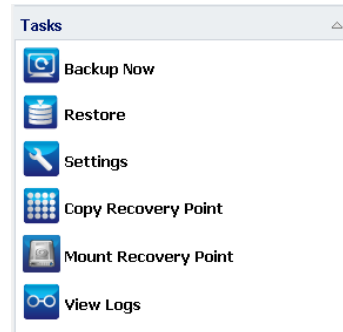 Tasks
Backup Now
Restore
Settings
Copy Recovery Point
Mount Recovery Point
View Logs